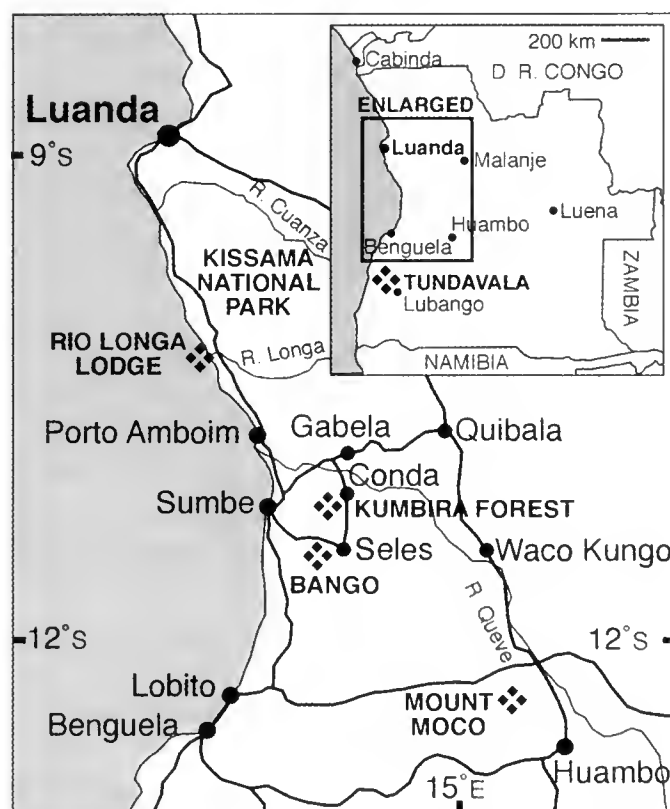 Luanda
9°S
R. Cuanza
KISSAMA
NATIONAL
PARK
RIO LONGA
LODGE
R. Longa
Porto Amboim
Gabela
Quibala
Conda
Sumbe
KUMBIRA FOREST
Seles
Waco Kungo
BANGO
R Queve
12°S
12°S
Lobito
MOUNT
MOCO
Benguela
Huambo
15°E
200 km
Cabinda
D R. CONGO
ENLARGED
Luanda
Malanje
Luena
Huambo
Benguela
TUNDAVALA
Lubango
ZAMBIA
NAMIBIA